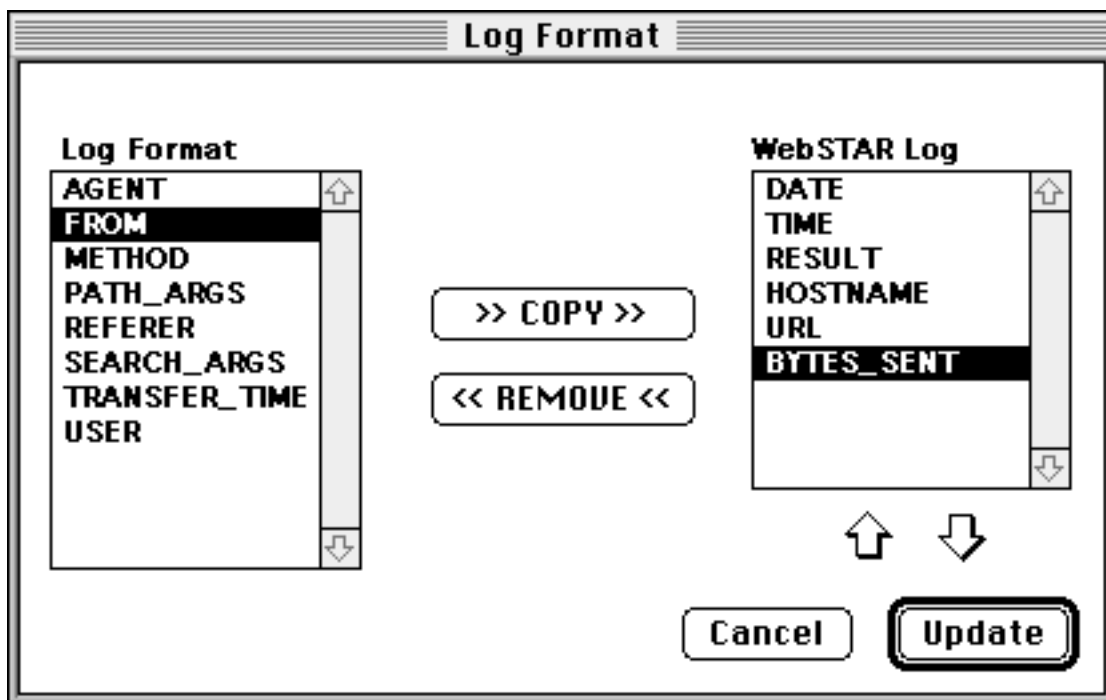 Log Format
Log Format
AGENT
FROM
METHOD
PATH_ARGS
REFERER
SEARCH_ARGS
TRANSFER_TIME
USER
>> COPY >>
<< REMOVE <<
WebSTAR Log
DATE
TIME
RESULT
HOSTNAME
URL
BYTES_SENT
Cancel
Update